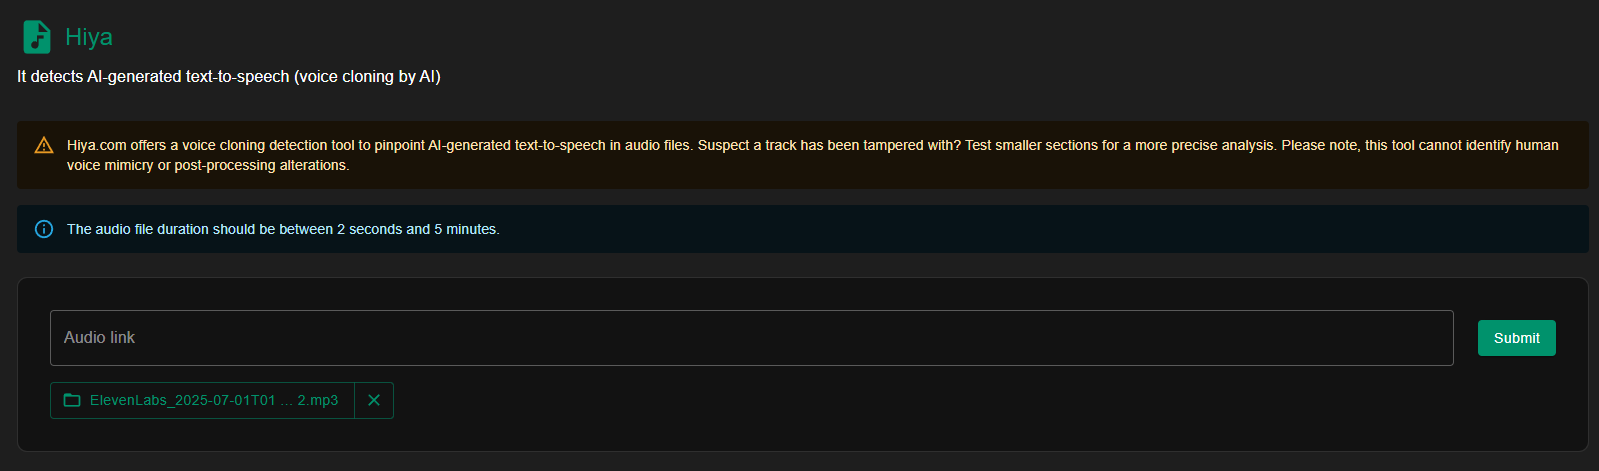 Hiya
It detects AI-generated text-to-speech (voice cloning by AI)
Hiya.com offers a voice cloning detection tool to pinpoint AI-generated text-to-speech in audio files. Suspect a track has been tampered with? Test smaller sections for a more precise analysis. Please note, this tool cannot identify human
voice mimicry or post-processing alterations.
The audio file duration should be between 2 seconds and 5 minutes.
Audio link
Submit
ElevenLabs_2025-07-01T01 ... 2.mp3